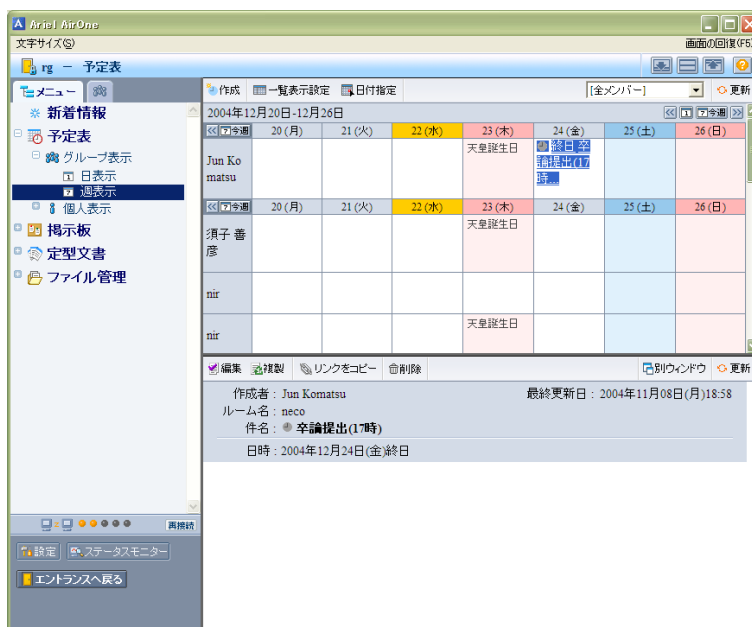 Ariel AirOne
文字サイズ(S) 画面の回復(F5)
rg － 予定表
メニュー
作成 一覧表示設定 日付指定 [全メンバー] 更新
新着情報
予定表
グループ表示
1 日表示
7 週表示
個人表示
掲示板
定型文書
ファイル管理
2004年12月20日-12月26日 << 1 7今週 >>
<< 7今週 20 (月) 21 (火) 22 (水) 23 (木) 24 (金) 25 (土) 26 (日)
Jun Ko
matsu
天皇誕生日
終日 卒
論提出(17
時...
<< 7今週 20 (月) 21 (火) 22 (水) 23 (木) 24 (金) 25 (土) 26 (日)
須子 善
彦
天皇誕生日
nir
nir
天皇誕生日
編集 複製 リンクをコピー 削除 別ウィンドウ 更新
作成者 : Jun Komatsu 最終更新日 : 2004年11月08日(月)18:58
ルーム名 : neco
件名 : 卒論提出(17時)
日時 : 2004年12月24日(金)終日
再接続
設定 ステータスモニター
エントランスへ戻る